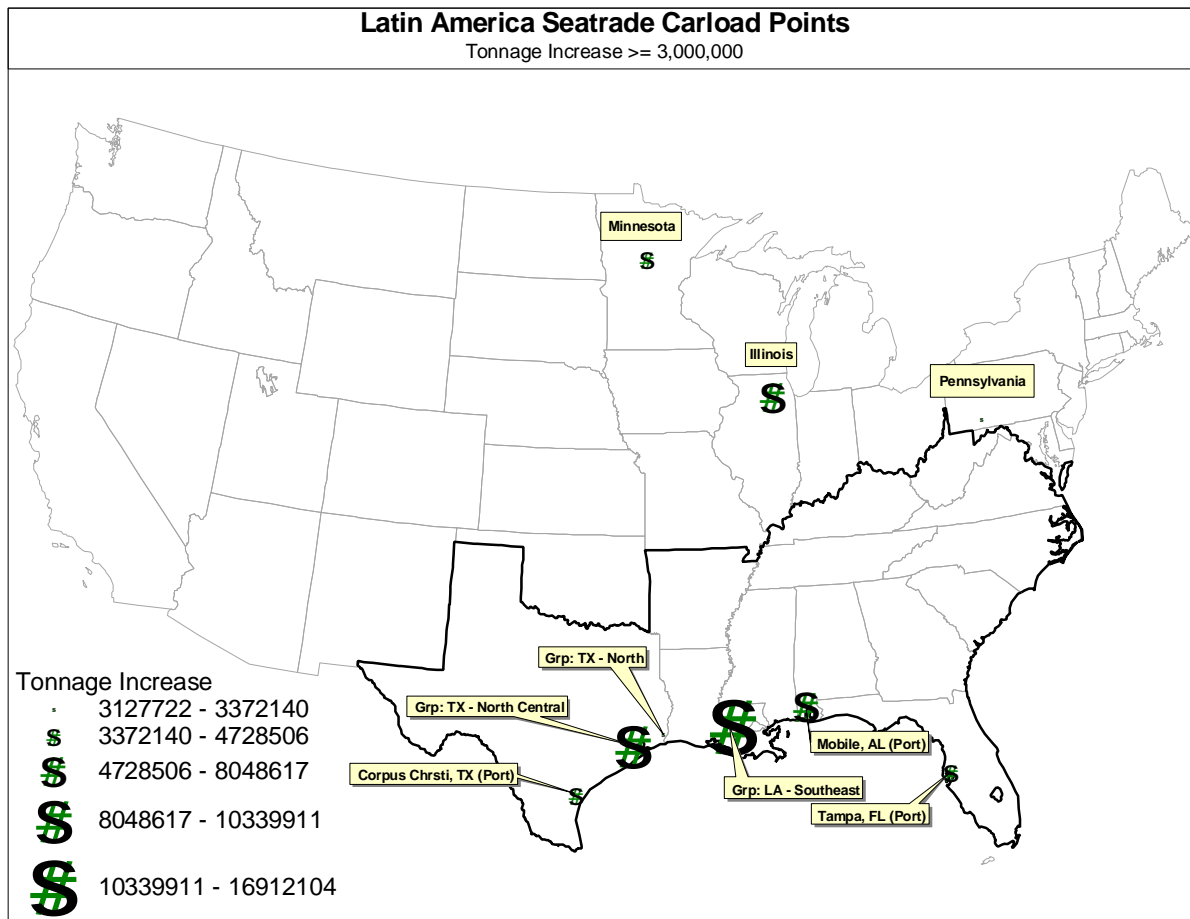 Latin America Seatrade Carload Points
Tonnage Increase >= 3,000,000
Minnesota
Illinois
Pennsylvania
Grp: TX - North
Grp: TX - North Central
Mobile, AL (Port)
Corpus Chrsti, TX (Port)
Grp: LA - Southeast
Tampa, FL (Port)
Tonnage Increase
3127722 - 3372140
3372140 - 4728506
4728506 - 8048617
8048617 - 10339911
10339911 - 16912104